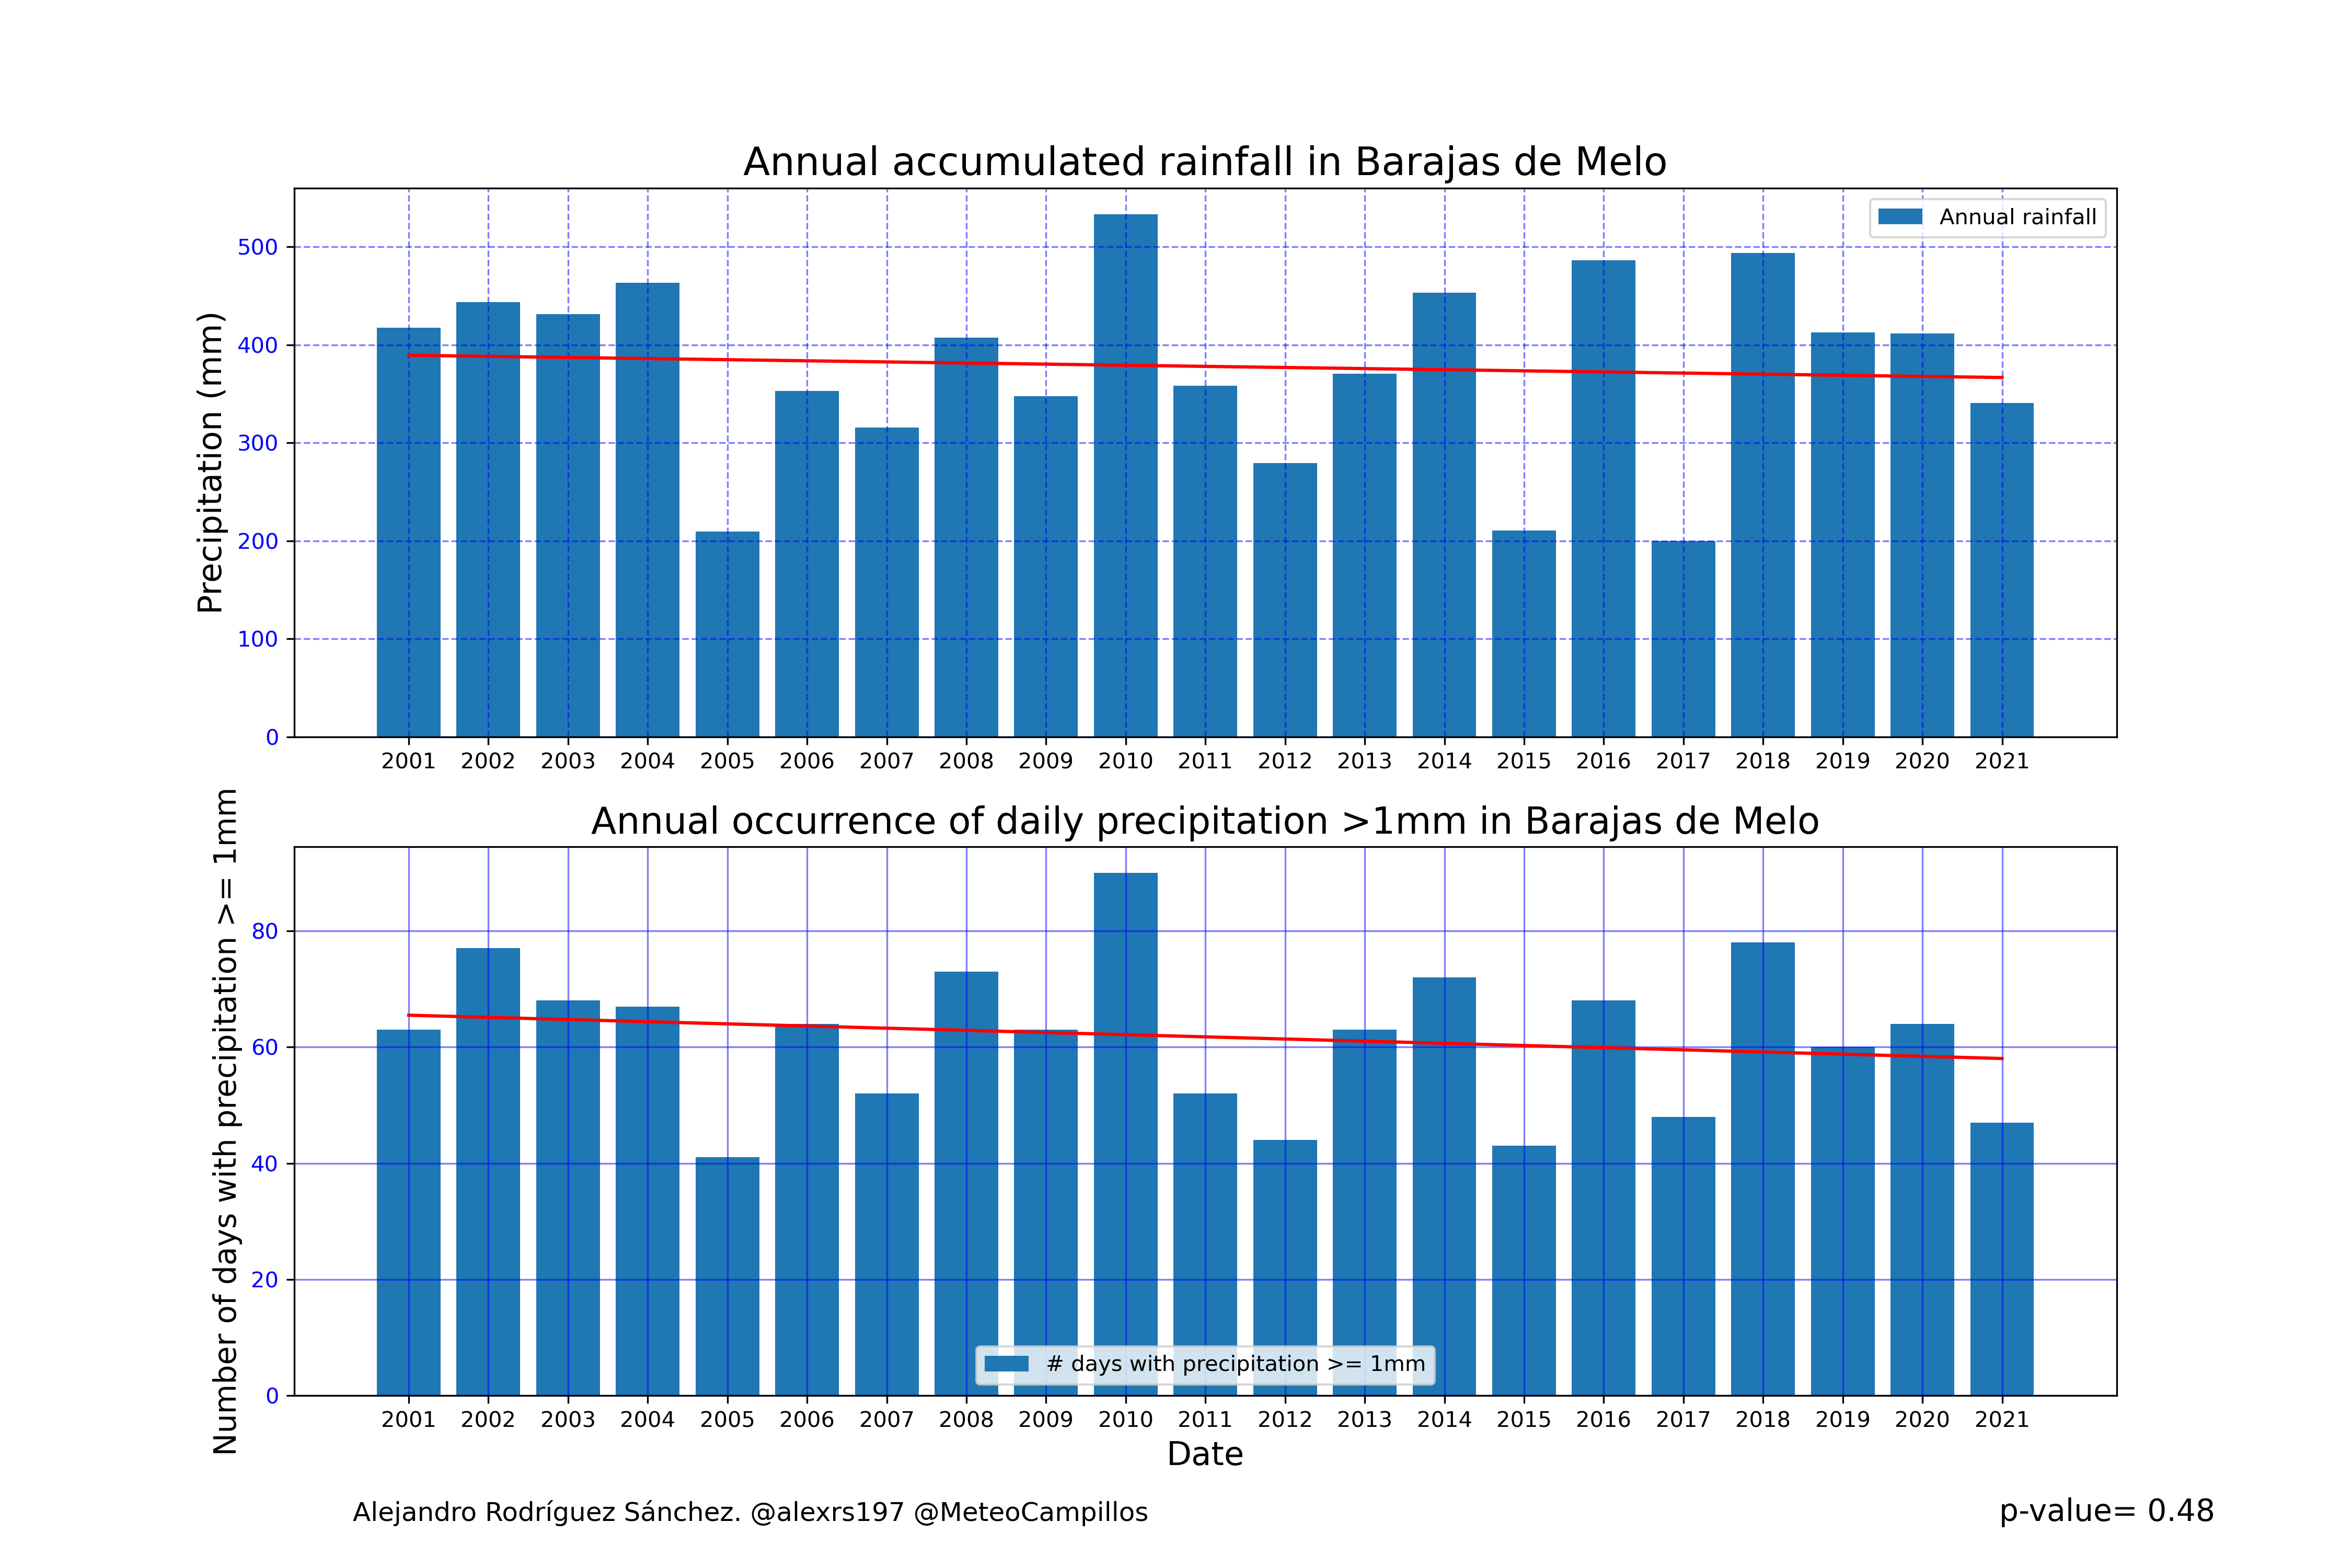 Annual accumulated rainfall in Barajas de Melo
Precipitation (mm)
500
400
300
200
100
0
Annual rainfall
2001 2002 2003 2004 2005 2006 2007 2008 2009 2010 2011 2012 2013 2014 2015 2016 2017 2018 2019 2020 2021
Annual occurrence of daily precipitation >1mm in Barajas de Melo
Number of days with precipitation >= 1mm
80
60
40
20
0
# days with precipitation >= 1mm
2001 2002 2003 2004 2005 2006 2007 2008 2009 2010 2011 2012 2013 2014 2015 2016 2017 2018 2019 2020 2021
Date
Alejandro Rodríguez Sánchez. @alexrs197 @MeteoCampillos
p-value= 0.48